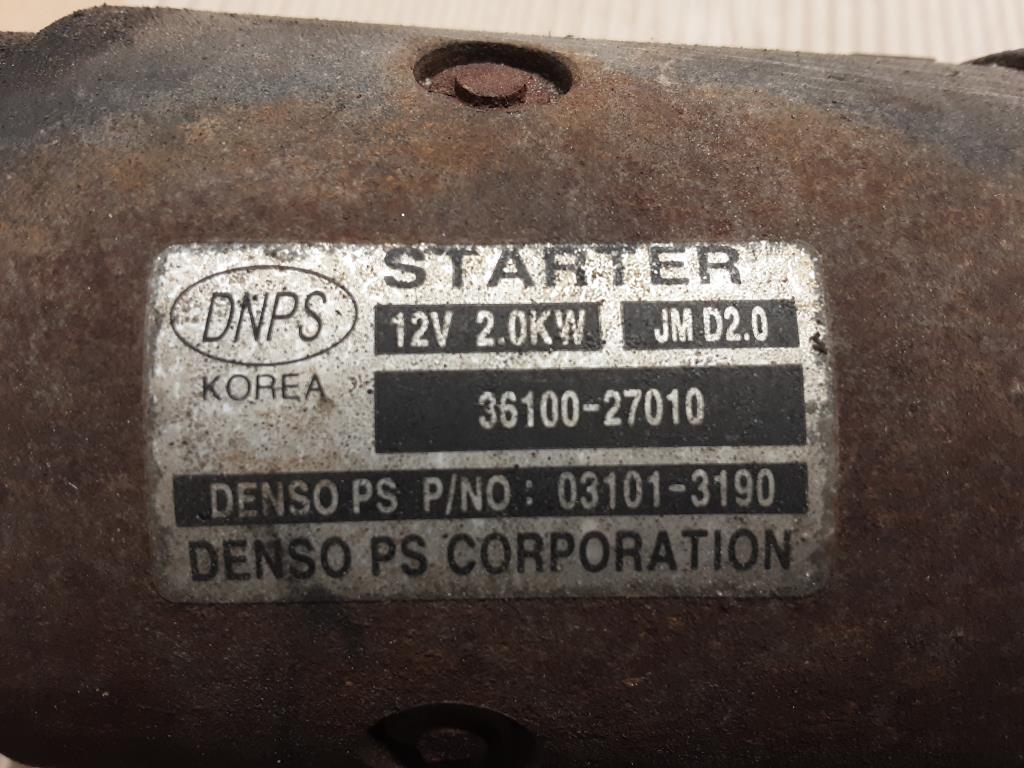 STARTER
DNPS
12V 2.0KW JM D2.0
KOREA
36100-27010
DENSO PS P/NO : 03101-3190
DENSO PS CORPORATION